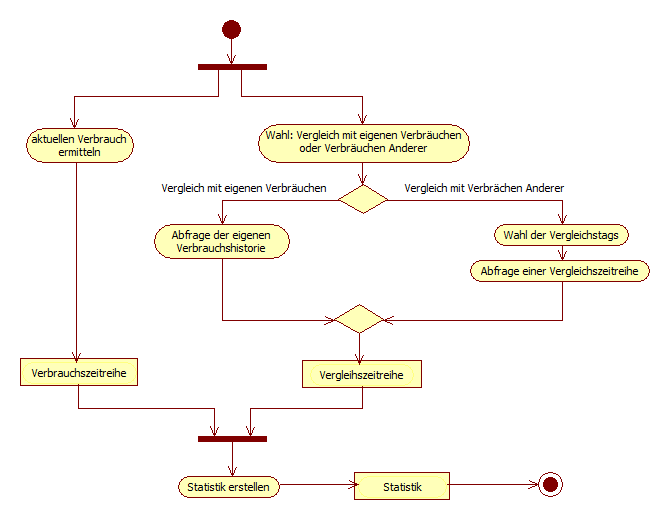 aktuellen Verbrauch
ermitteln
Wahl: Vergleich mit eigenen Verbräuchen
oder Verbräuchen Anderer
Vergleich mit eigenen Verbräuchen
Vergleich mit Verbrächen Anderer
Abfrage der eigenen
Verbrauchshistorie
Wahl der Vergleichstags
Abfrage einer Vergleichszeitreihe
Verbrauchszeitreihe
Vergleihszeitreihe
Statistik erstellen
Statistik